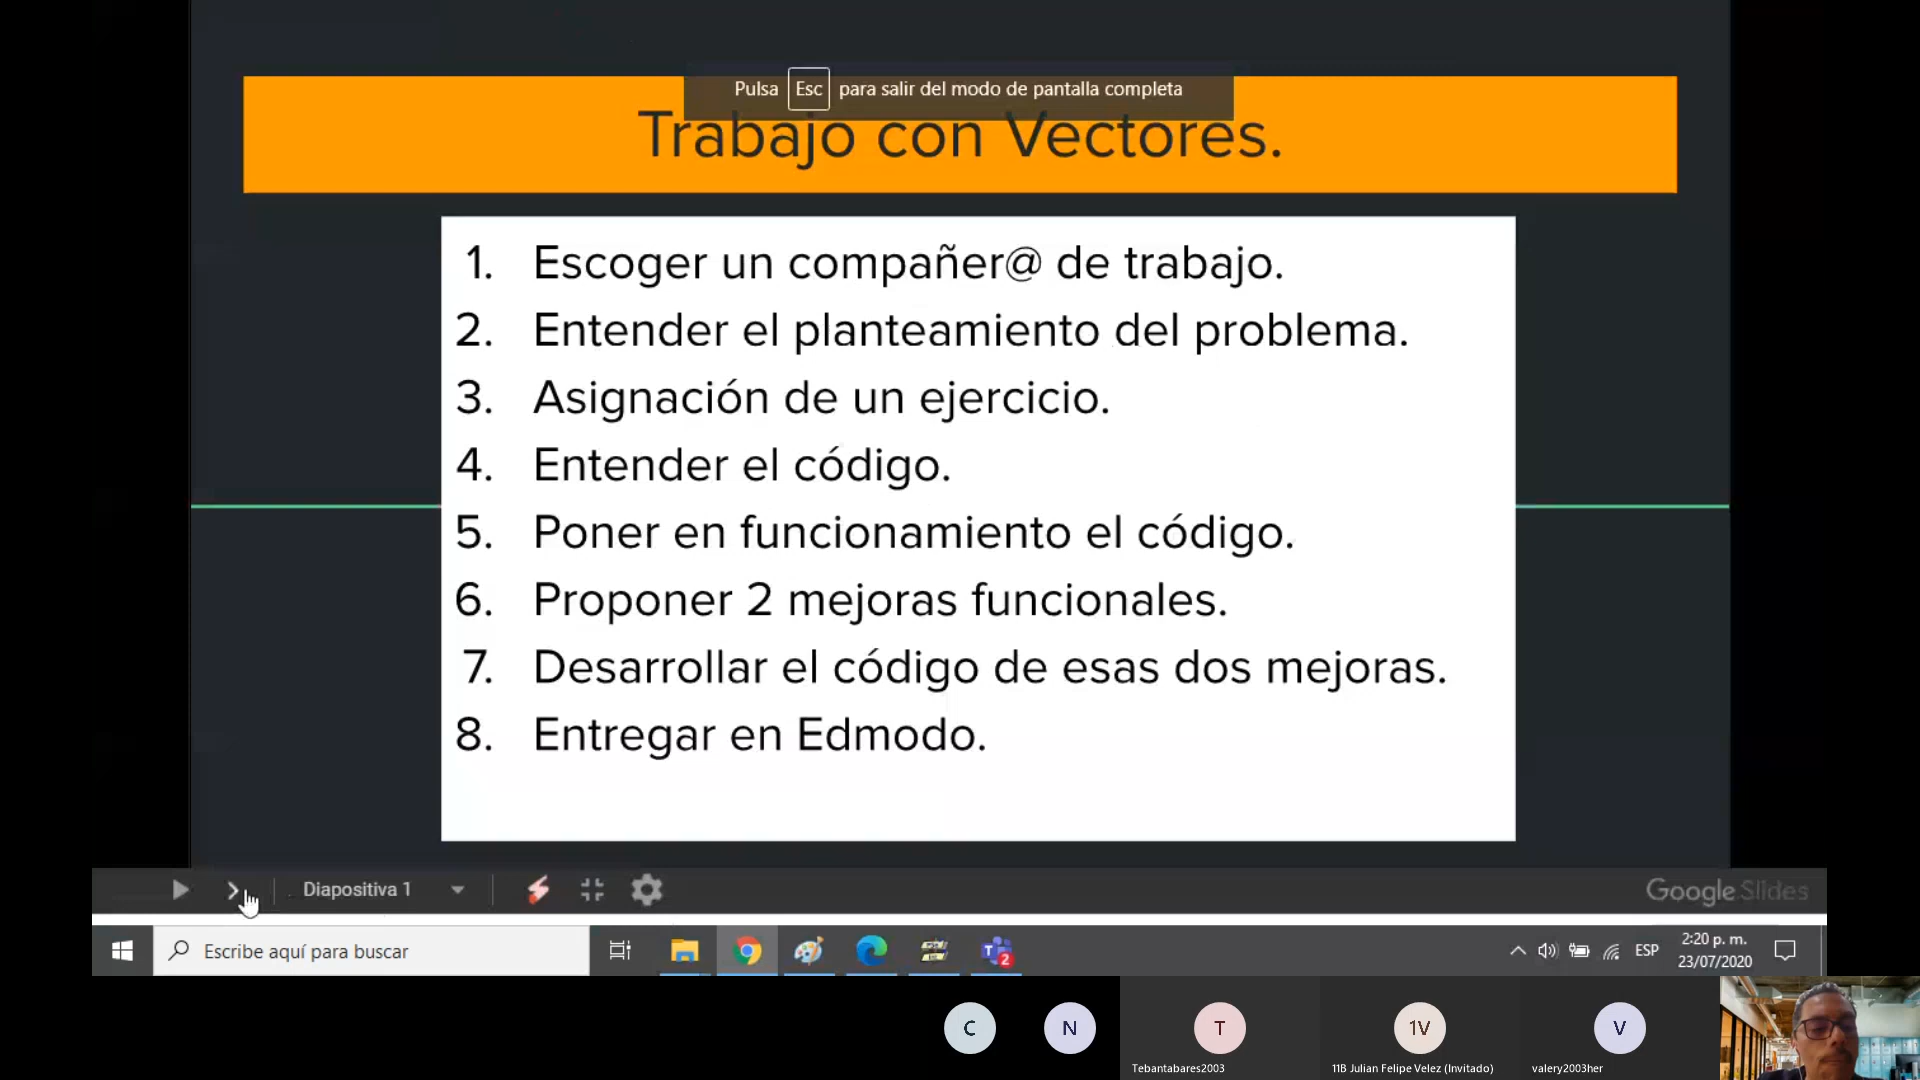 Pulsa Esc para salir del modo de pantalla completa
Trabajo con Vectores.
1. Escoger un compañer@ de trabajo.
2. Entender el planteamiento del problema.
3. Asignación de un ejercicio.
4. Entender el código.
5. Poner en funcionamiento el código.
6. Proponer 2 mejoras funcionales.
7. Desarrollar el código de esas dos mejoras.
8. Entregar en Edmodo.
Diapositiva 1
Google Slides
Escribe aquí para buscar
2
ESP
2:20 p. m.
23/07/2020
C
N
T
1V
V
Tebantabares2003
11B Julian Felipe Velez (Invitado)
valery2003her